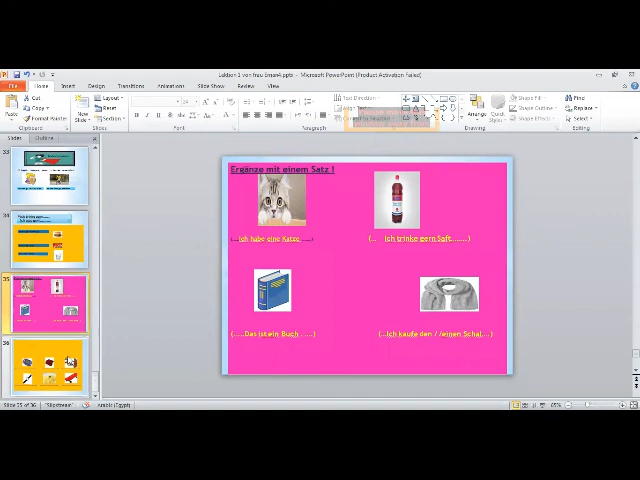 Lektion 1 von frau Eman4.pptx - Microsoft PowerPoint (Product Activation Failed)
File Home Insert Design Transitions Animations Slide Show Review View
Cut
Copy
Format Painter
Paste
Clipboard
New Slide
Layout
Reset
Section
Slides
Font
Text Direction
Align Text
Paragraph
Arrange
Quick Styles
Shape Fill
Shape Outline
Shape Effects
Drawing
Find
Replace
Select
Editing
Slides Outline
33
34
35
36
Ergänze mit einem Satz !
(...Ich habe eine Katze .....)
(... Ich trinke gern Saft........)
(.....Das ist ein Buch ......)
(...Ich kaufe den / /einen Schal....)
Slide 35 of 36 "Slipstream" Arabic (Egypt) 65%